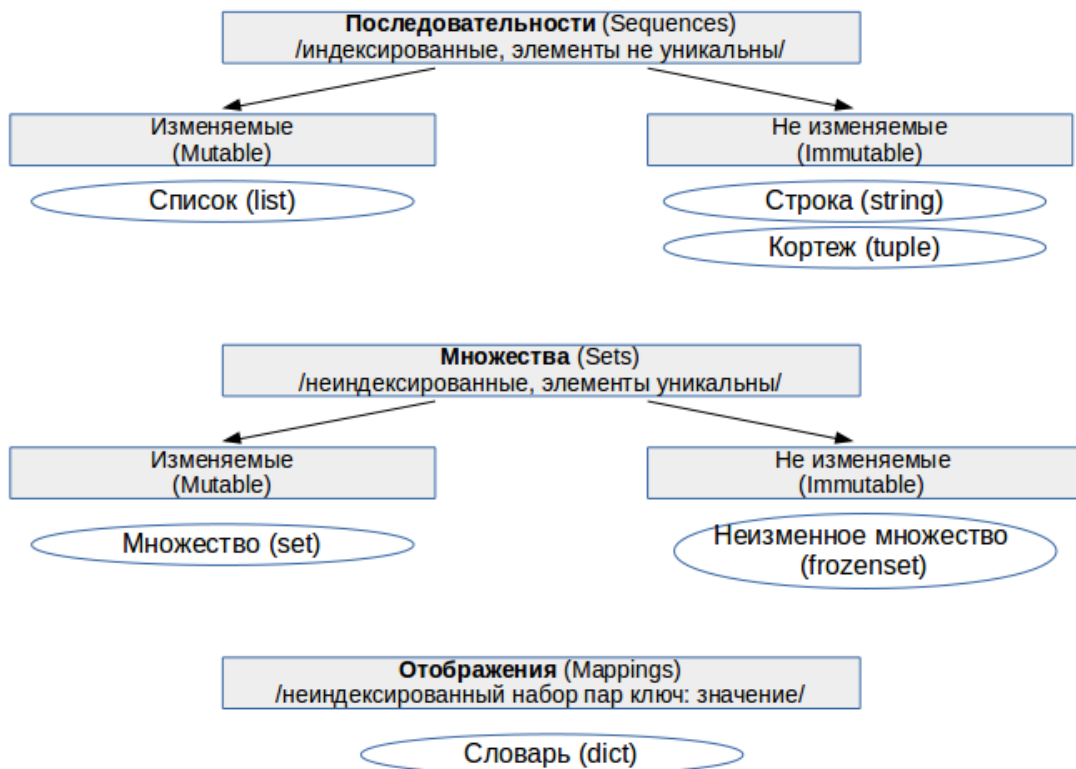 Последовательности (Sequences)
/индексированные, элементы не уникальны/
Изменяемые
(Mutable)
Не изменяемые
(Immutable)
Список (list)
Строка (string)
Кортеж (tuple)
Множества (Sets)
/неиндексированные, элементы уникальны/
Изменяемые
(Mutable)
Не изменяемые
(Immutable)
Множество (set)
Неизменное множество
(frozenset)
Отображения (Mappings)
/неиндексированный набор пар ключ: значение/
Словарь (dict)